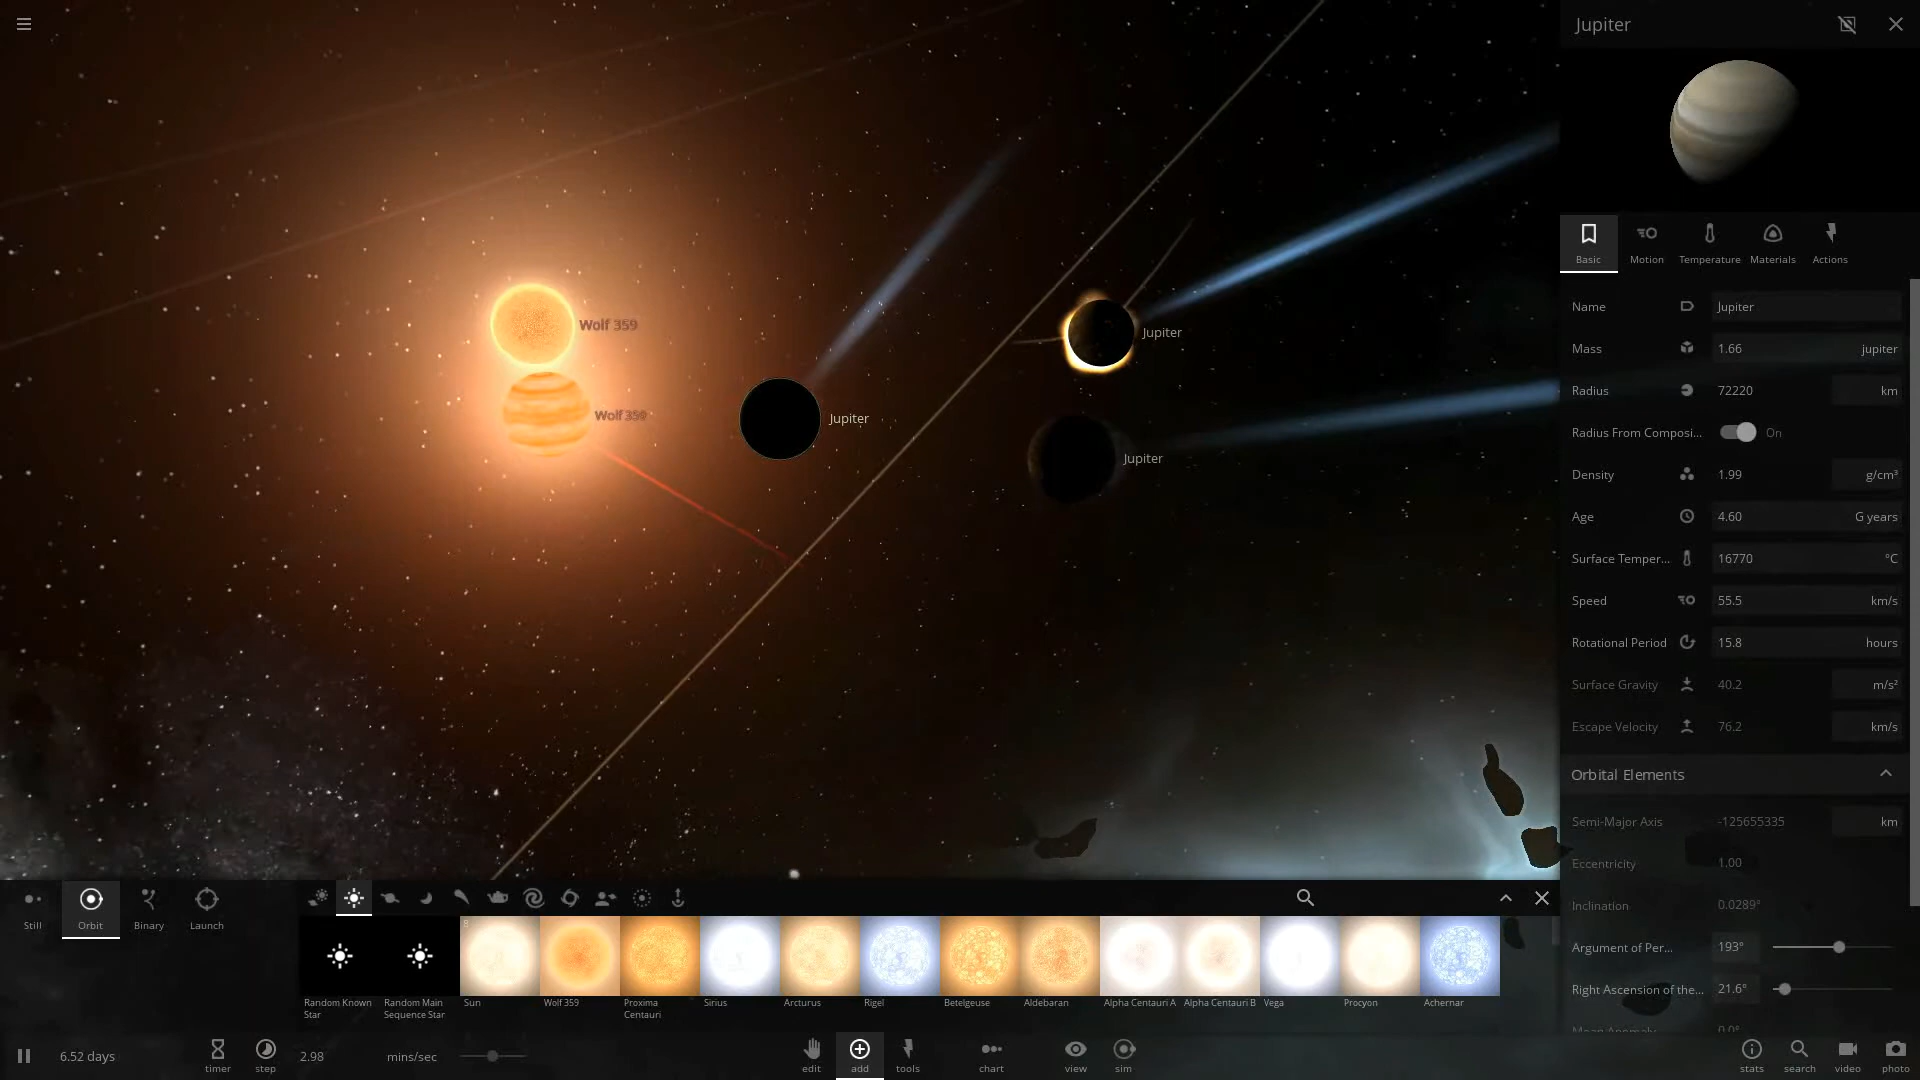 Jupiter
Wolf 359
Wolf 359
Jupiter
Jupiter
Jupiter
Basic
Motion
Temperature
Materials
Actions
Name Jupiter
Mass 1.66 jupiter
Radius 72220 km
Radius From Composi... On
Density 1.99 g/cm³
Age 4.60 G years
Surface Temper... 16770 °C
Speed 55.5 km/s
Rotational Period 15.8 hours
Surface Gravity 40.2 m/s²
Escape Velocity 76.2 km/s
Orbital Elements
Semi-Major Axis -125655335 km
Eccentricity 1.00
Inclination 0.0289°
Argument of Per... 193°
Right Ascension of the... 21.6°
Mean Anomaly 0.0°
Still
Orbit
Binary
Launch
Random Known
Star
Random Main
Sequence Star
Sun
Wolf 359
Proxima
Centauri
Sirius
Arcturus
Rigel
Betelgeuse
Aldebaran
Alpha Centauri A
Alpha Centauri B
Vega
Procyon
Achernar
6.52 days
timer
step
2.98
mins/sec
edit
add
tools
chart
view
sim
stats
search
video
photo